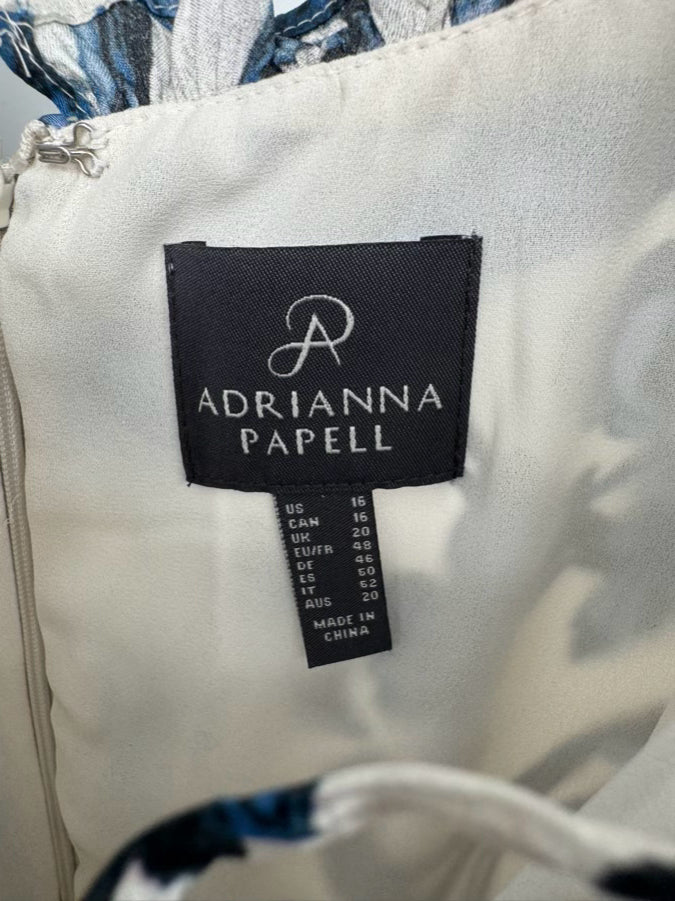 ADRIANNA
PAPELL
US 16
CAN 16
UK 20
EU/FR 48
DE 46
ES 50
IT 52
AUS 20
MADE IN
CHINA